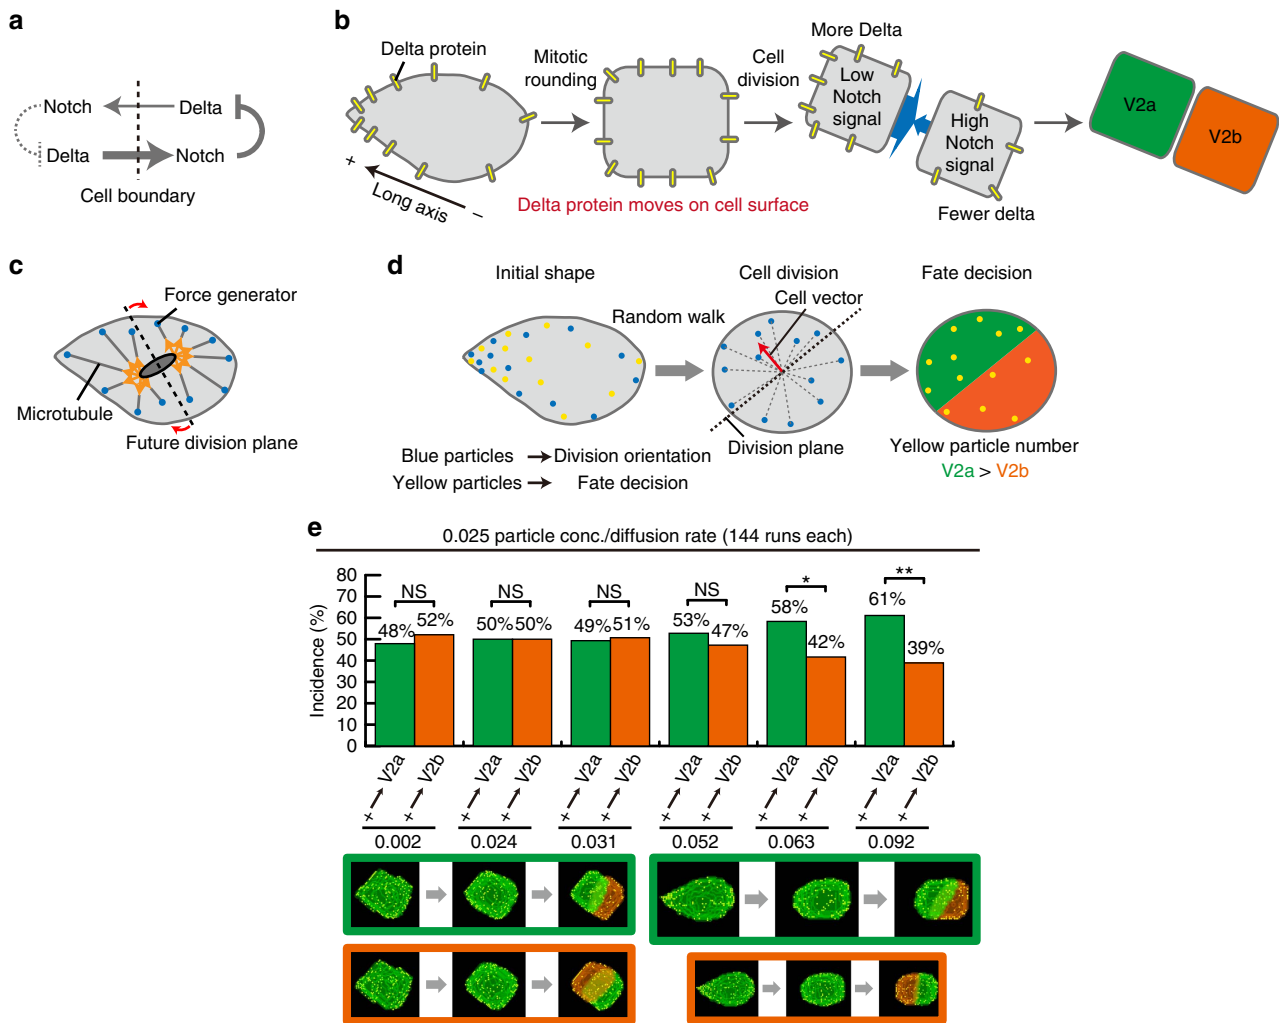 a
Notch
Delta
Delta
Notch
Cell boundary
b
Delta protein
Mitotic
rounding
Cell
division
More Delta
Low
Notch
signal
High
Notch
signal
Fewer delta
V2a
V2b
+
Long axis
–
Delta protein moves on cell surface
c
Force generator
Microtubule
Future division plane
d
Initial shape
Random walk
Cell division
Cell vector
Division plane
Fate decision
Blue particles
Division orientation
Yellow particles
Fate decision
Yellow particle number
V2a > V2b
e
0.025 particle conc./diffusion rate (144 runs each)
Incidence (%)
80
70
60
50
40
30
20
10
0
NS
NS
NS
NS
*
**
48%
52%
50%
50%
49%
51%
53%
47%
58%
42%
61%
39%
+ V2a
+ V2b
+ V2a
+ V2b
+ V2a
+ V2b
+ V2a
+ V2b
+ V2a
+ V2b
+ V2a
+ V2b
0.002
0.024
0.031
0.052
0.063
0.092